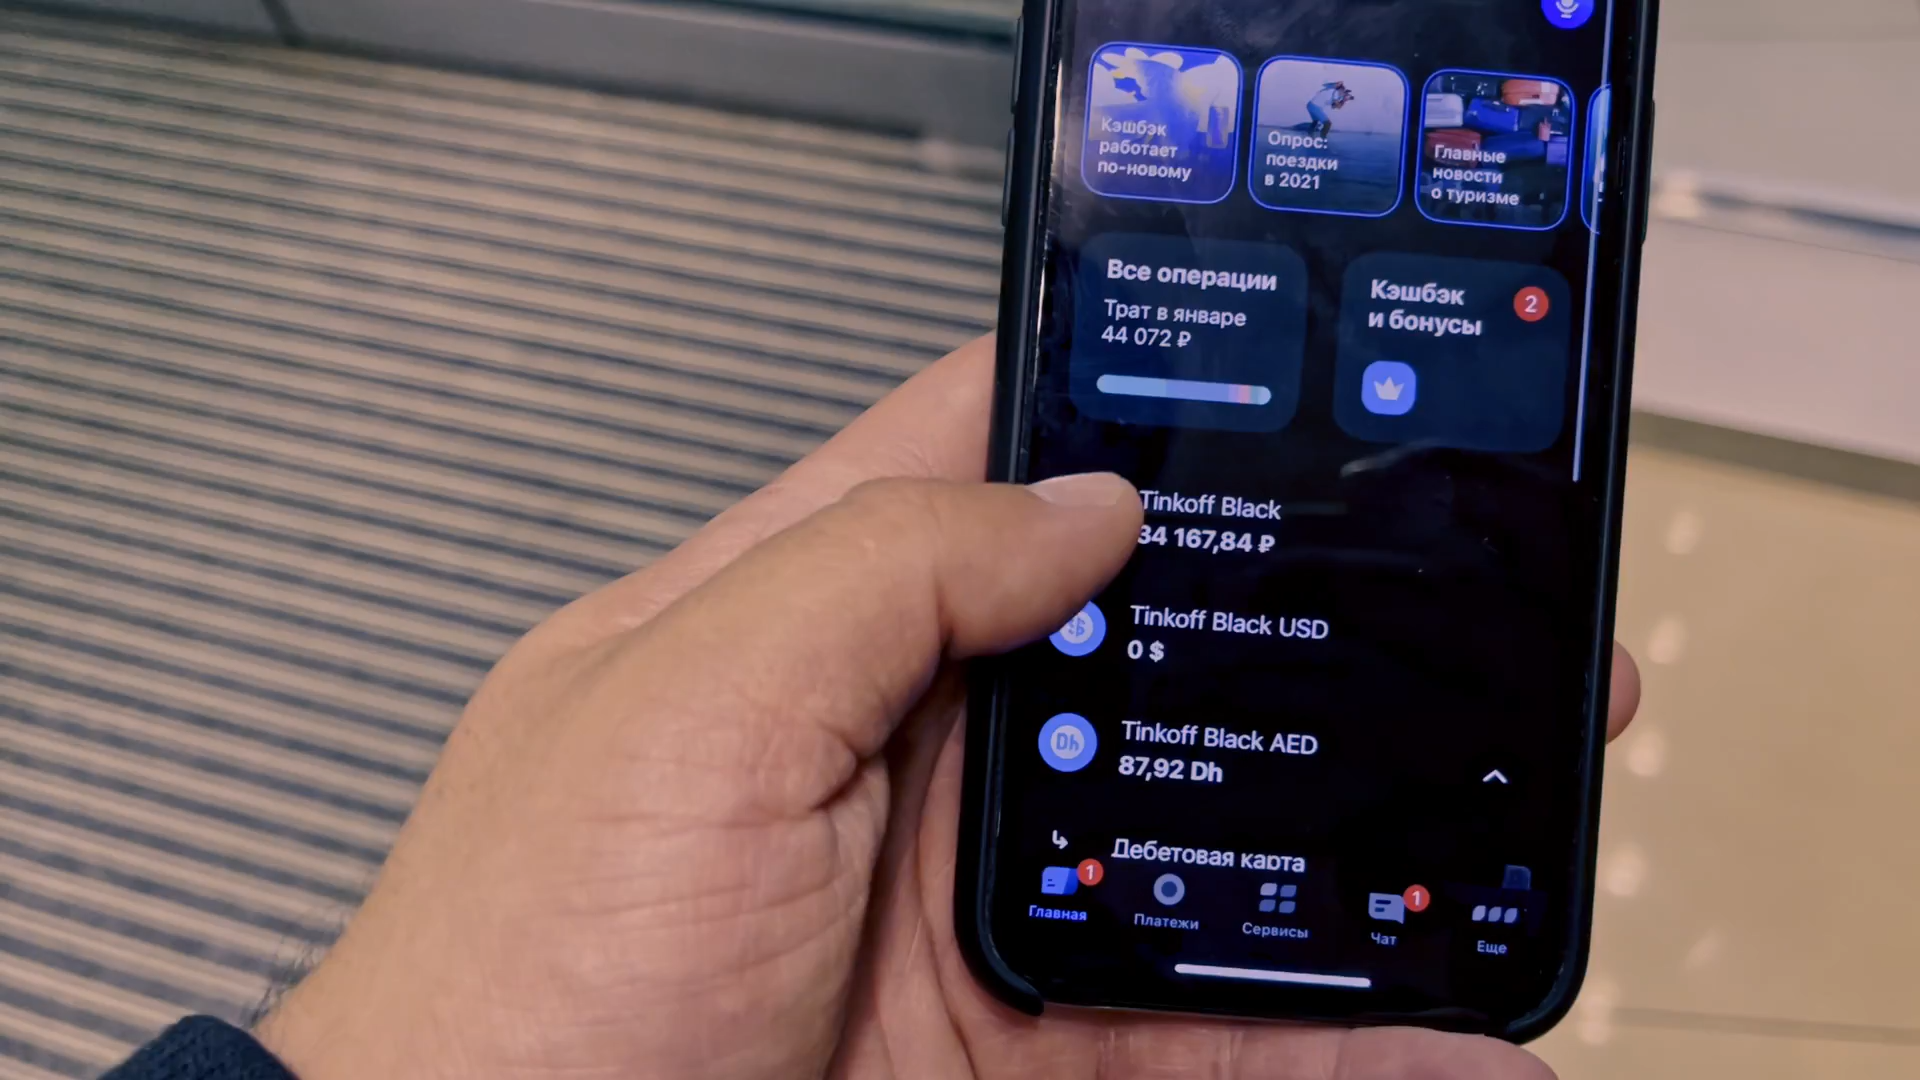 Кэшбэк
работает
по-новому
Опрос:
поездки
в 2021
Главные
новости
о туризме
Все операции
Трат в январе
44 072 ₽
Кэшбэк
и бонусы
2
Tinkoff Black
34 167,84 ₽
$
Tinkoff Black USD
0 $
Dh
Tinkoff Black AED
87,92 Dh
Дебетовая карта
1
Главная
Платежи
Сервисы
1
Чат
Еще